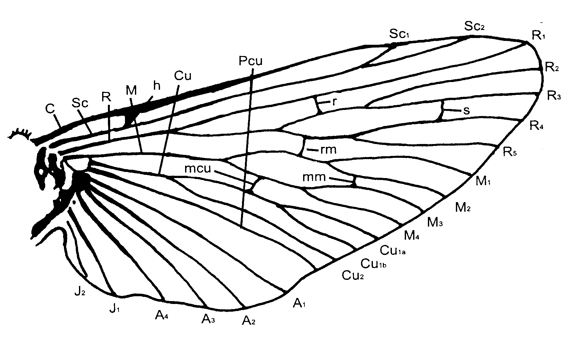 Sc₁ Sc₂ R₁
Pcu
Cu R₂
h
M
R R₃
Sc r
C s
R₄
rm R₅
mcu mm M₁
M₂
M₃
M₄
Cu₁ₐ
Cu₁b
Cu₂
J₂ A₁
J₁ A₄ A₃ A₂